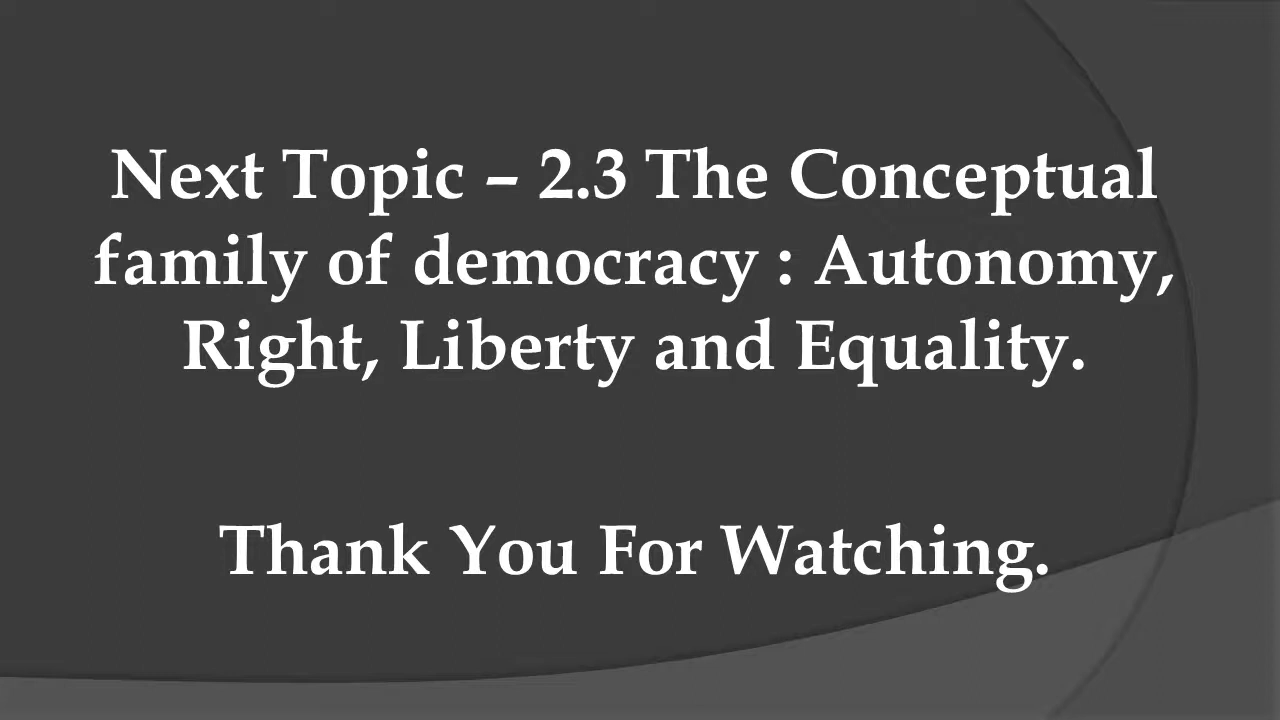 Next Topic – 2.3 The Conceptual
family of democracy : Autonomy,
Right, Liberty and Equality.
Thank You For Watching.